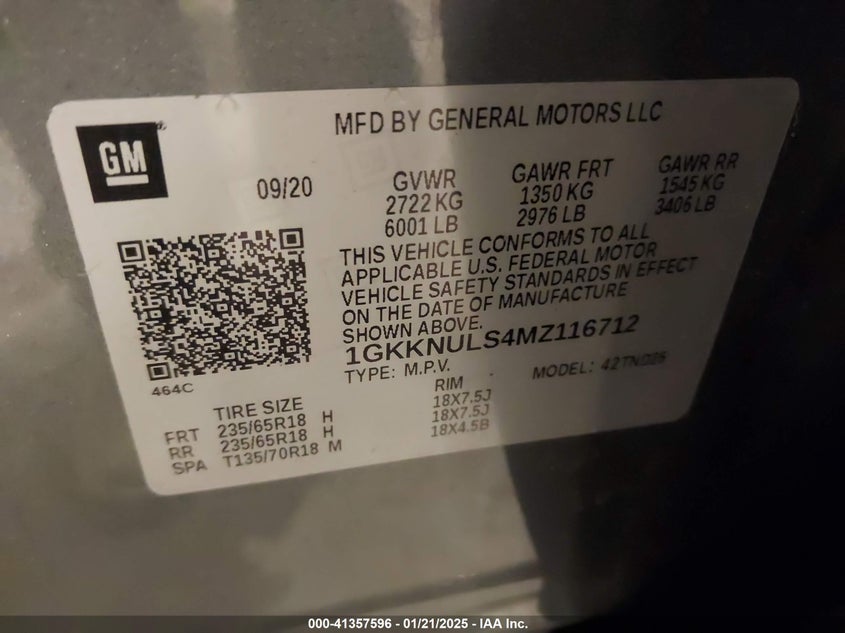 MFD BY GENERAL MOTORS LLC
GM
09/20
GVWR
2722 KG
6001 LB
GAWR FRT
1350 KG
2976 LB
GAWR RR
1545 KG
3406 LB
THIS VEHICLE CONFORMS TO ALL
APPLICABLE U.S. FEDERAL MOTOR
VEHICLE SAFETY STANDARDS IN EFFECT
ON THE DATE OF MANUFACTURE
SHOWN ABOVE.
1GKKNULS4MZ116712
TYPE: M.P.V.
MODEL: 42TND26
464C
TIRE SIZE
RIM
FRT 235/65R18 H 18X7.5J
RR 235/65R18 H 18X7.5J
SPA T135/70R18 M 18X4.5B
000-41357596 - 01/21/2025 - IAA Inc.